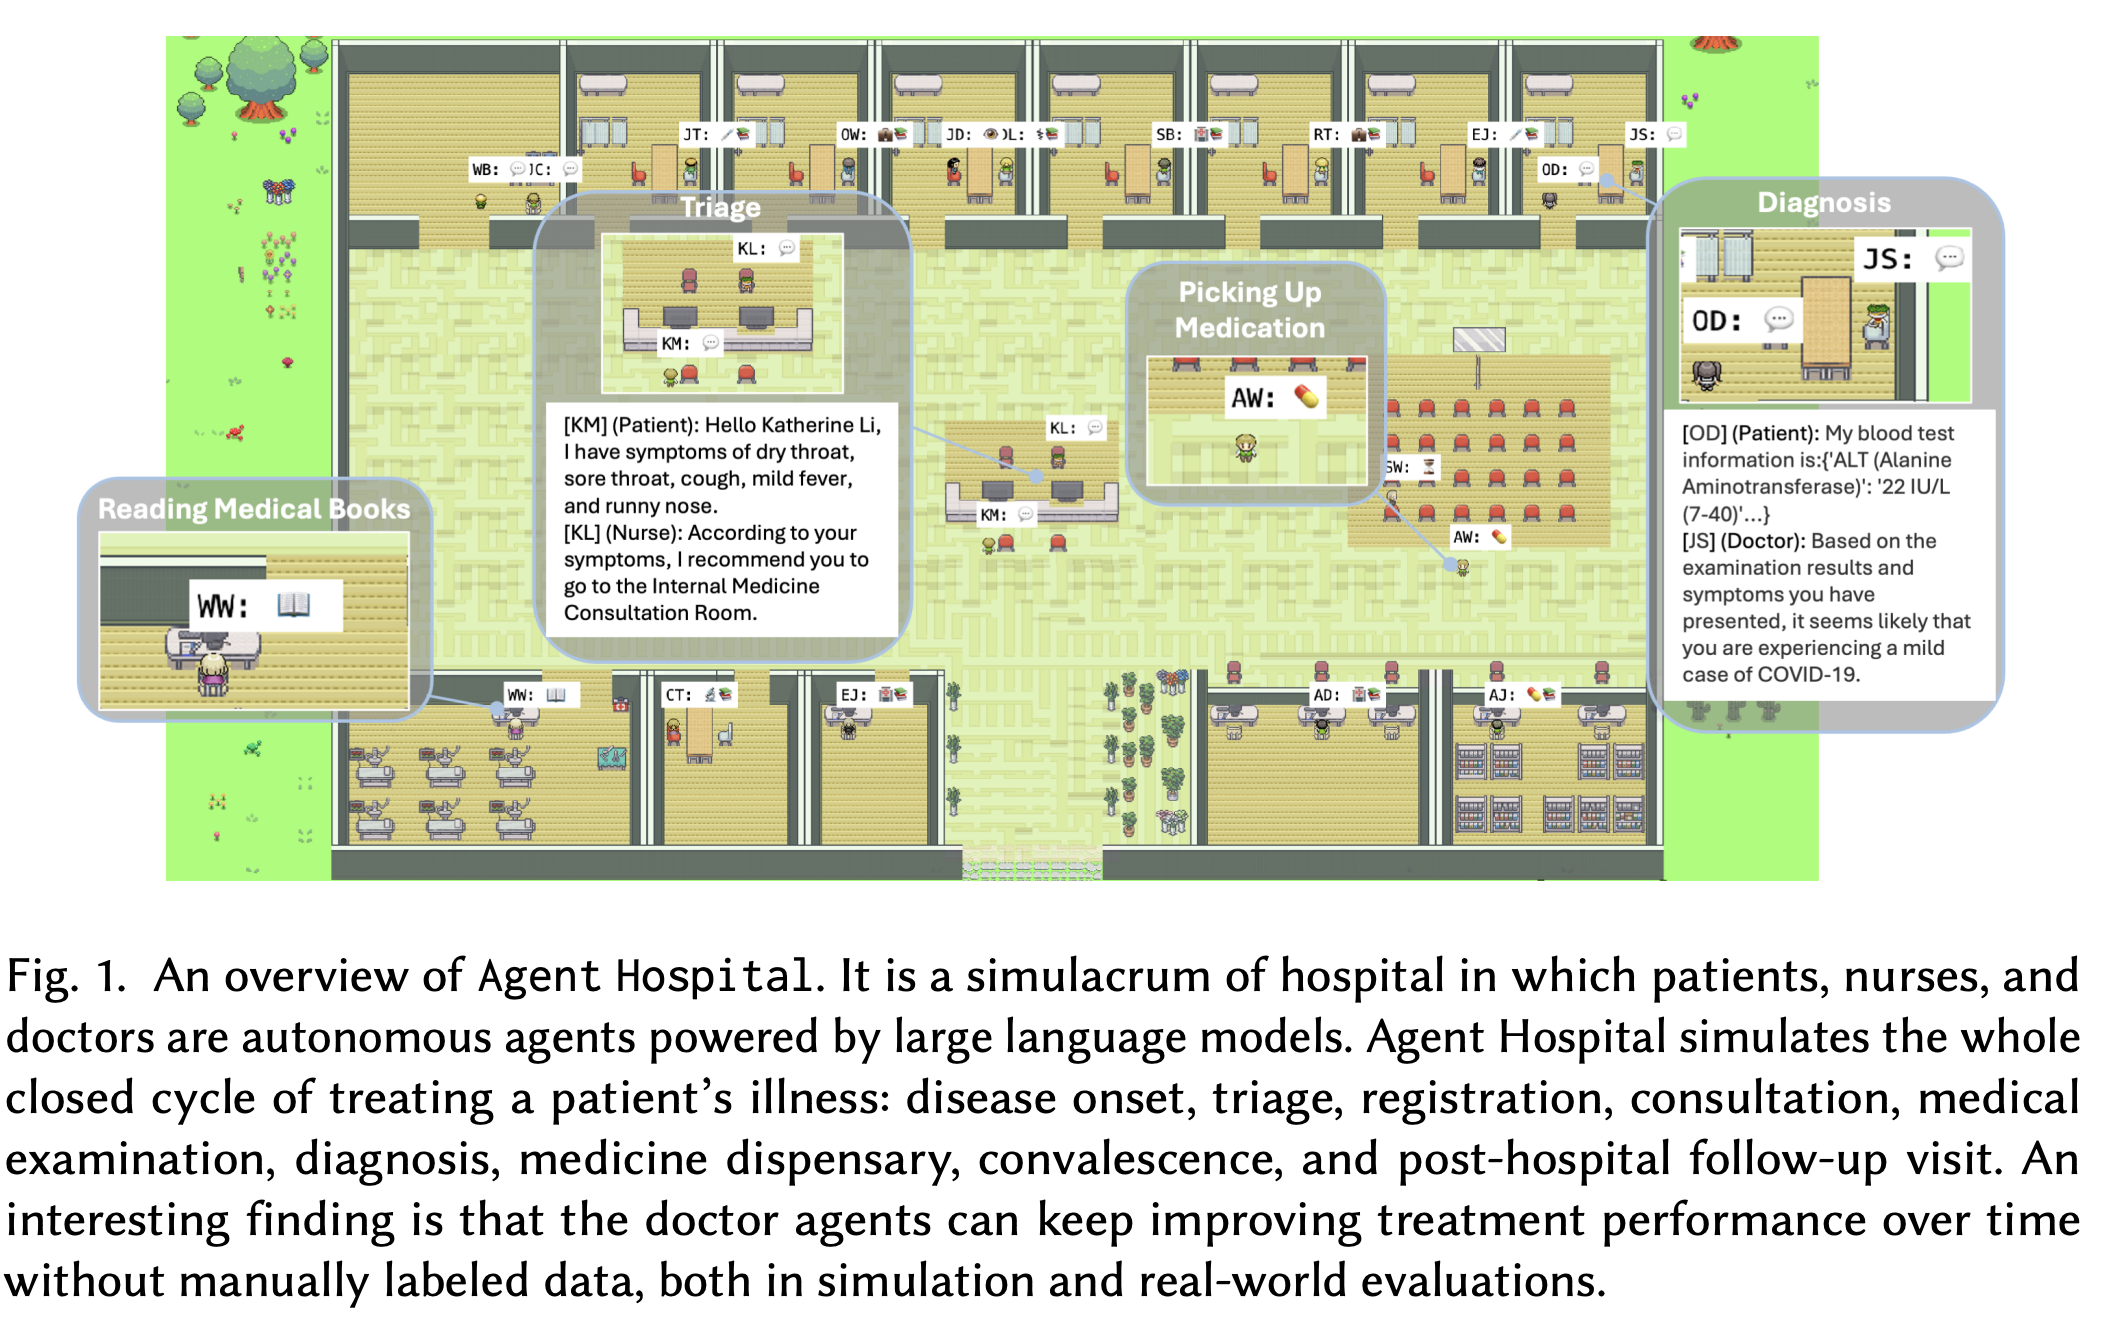 JT:
OW:
JD:
DL:
SB:
RT:
EJ:
JS:
WB:
JC:
OD:
Triage
KL:
KM:
[KM] (Patient): Hello Katherine Li,
I have symptoms of dry throat,
sore throat, cough, mild fever,
and runny nose.
[KL] (Nurse): According to your
symptoms, I recommend you to
go to the Internal Medicine
Consultation Room.
Picking Up
Medication
AW:
Diagnosis
JS:
OD:
[OD] (Patient): My blood test
information is:{'ALT (Alanine
Aminotransferase)': '22 IU/L
(7-40)'...}
[JS] (Doctor): Based on the
examination results and
symptoms you have
presented, it seems likely that
you are experiencing a mild
case of COVID-19.
KL:
KM:
SW:
AW:
Reading Medical Books
WW:
WW:
CT:
EJ:
AD:
AJ:
Fig. 1. An overview of Agent Hospital. It is a simulacrum of hospital in which patients, nurses, and
doctors are autonomous agents powered by large language models. Agent Hospital simulates the whole
closed cycle of treating a patient's illness: disease onset, triage, registration, consultation, medical
examination, diagnosis, medicine dispensary, convalescence, and post-hospital follow-up visit. An
interesting finding is that the doctor agents can keep improving treatment performance over time
without manually labeled data, both in simulation and real-world evaluations.